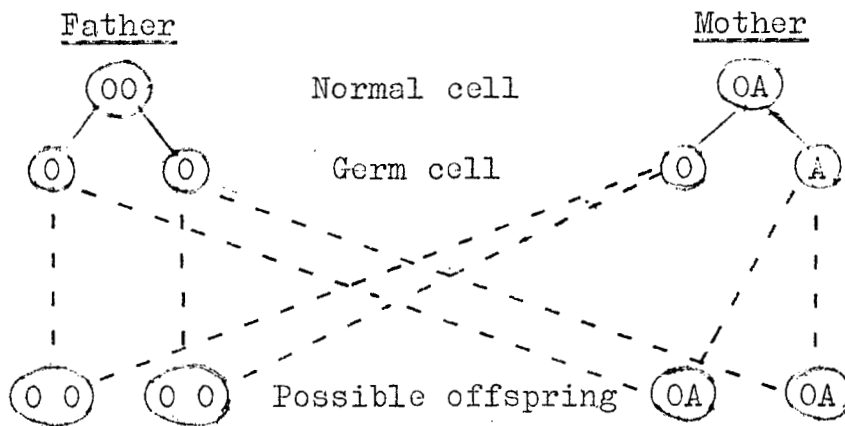 Father Mother
OO Normal cell OA
O O Germ cell O A
O O O O Possible offspring OA OA